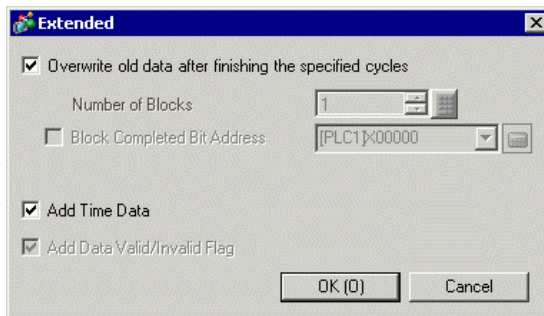 Extended
Overwrite old data after finishing the specified cycles
Number of Blocks 1
Block Completed Bit Address [PLC1]X00000
Add Time Data
Add Data Valid/Invalid Flag
OK (O) Cancel